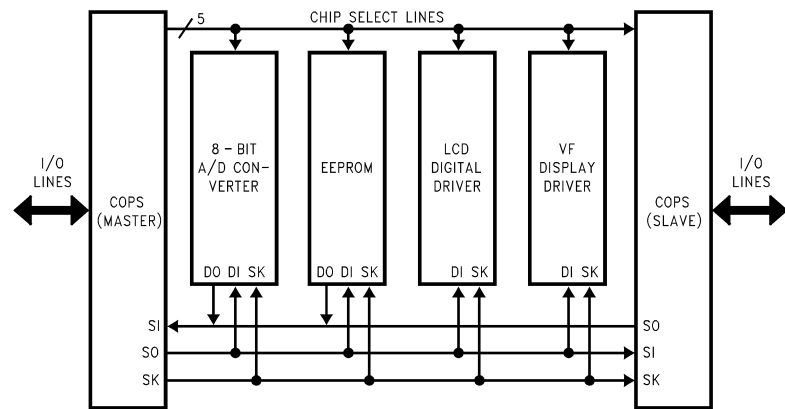 5
CHIP SELECT LINES
8-BIT
A/D CON-
VERTER
EEPROM
LCD
DIGITAL
DRIVER
VF
DISPLAY
DRIVER
I/O
LINES
COPS
(MASTER)
COPS
(SLAVE)
I/O
LINES
DO DI SK
DO DI SK
DI SK
DI SK
SI
SO
SO
SI
SK
SK